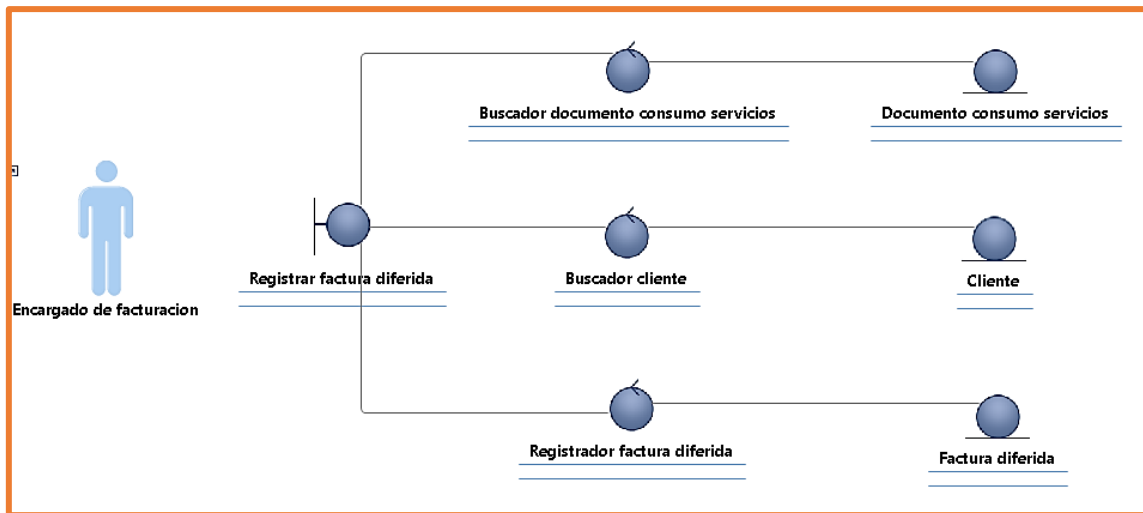 Buscador documento consumo servicios
Documento consumo servicios
Registrar factura diferida
Buscador cliente
Cliente
Encargado de facturacion
Registrador factura diferida
Factura diferida